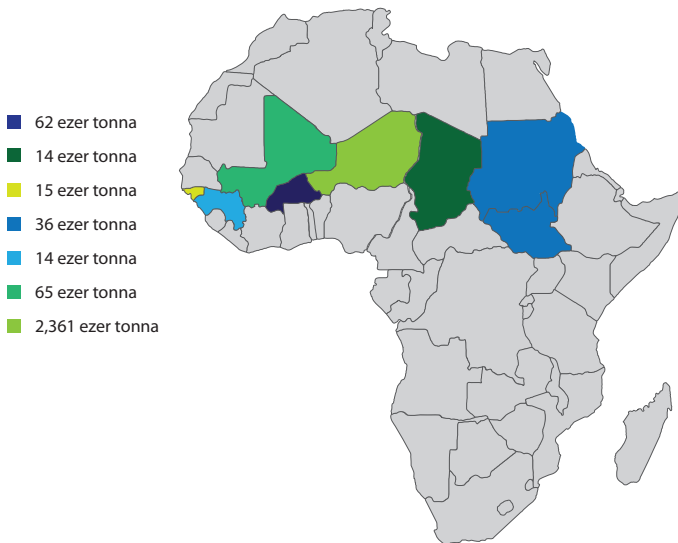 62 ezer tonna
14 ezer tonna
15 ezer tonna
36 ezer tonna
14 ezer tonna
65 ezer tonna
2,361 ezer tonna